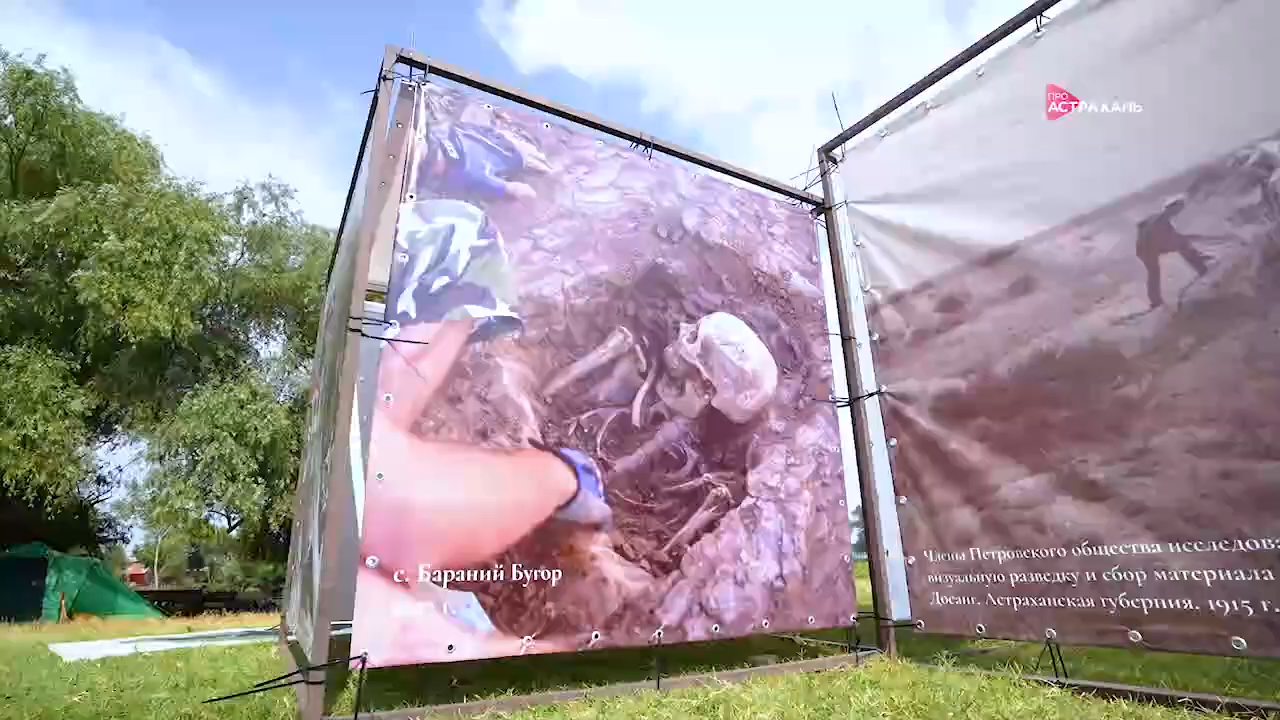 ПРО
АСТРАХАНЬ
с. Бараний Бугор
Члены Петровского общества исследова
визуальную разведку и сбор материала
Досанг. Астраханская губерния. 1915 г.